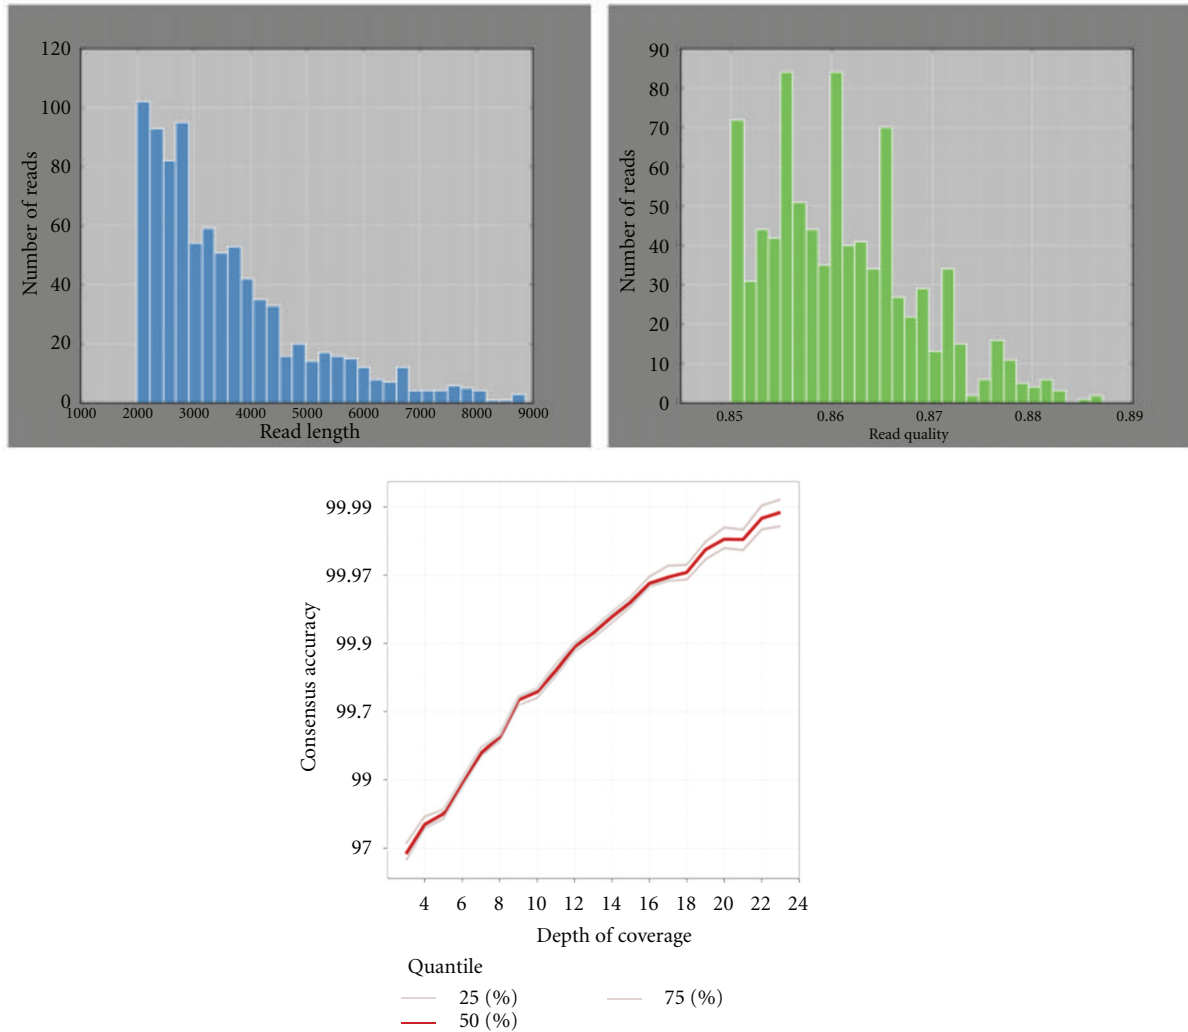 120
100
80
60
40
20
0
Number of reads
1000 2000 3000 4000 5000 6000 7000 8000 9000
Read length
90
80
70
60
50
40
30
20
10
0
Number of reads
0.85 0.86 0.87 0.88 0.89
Read quality
99.99
99.97
99.9
99.7
99
97
Consensus accuracy
4 6 8 10 12 14 16 18 20 22 24
Depth of coverage
Quantile
25 (%) 75 (%)
50 (%)